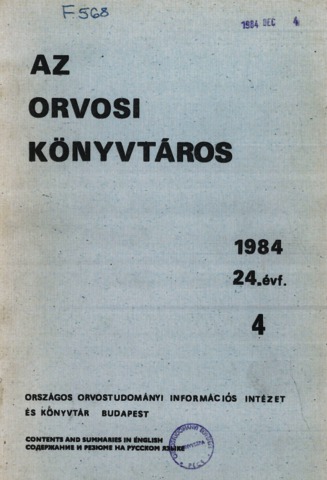 F.568
1984 DEC 4
AZ
ORVOSI
KÖNYVTÁROS
1984
24.évf.
4
ORSZÁGOS ORVOSTUDOMÁNYI INFORMÁCIÓS INTÉZET
ÉS KÖNYVTÁR BUDAPEST
CONTENTS AND SUMMARIES IN ENGLISH
СОДЕРЖАНИЕ И РЕЗЮМЕ НА РУССКОМ ЯЗЫКЕ